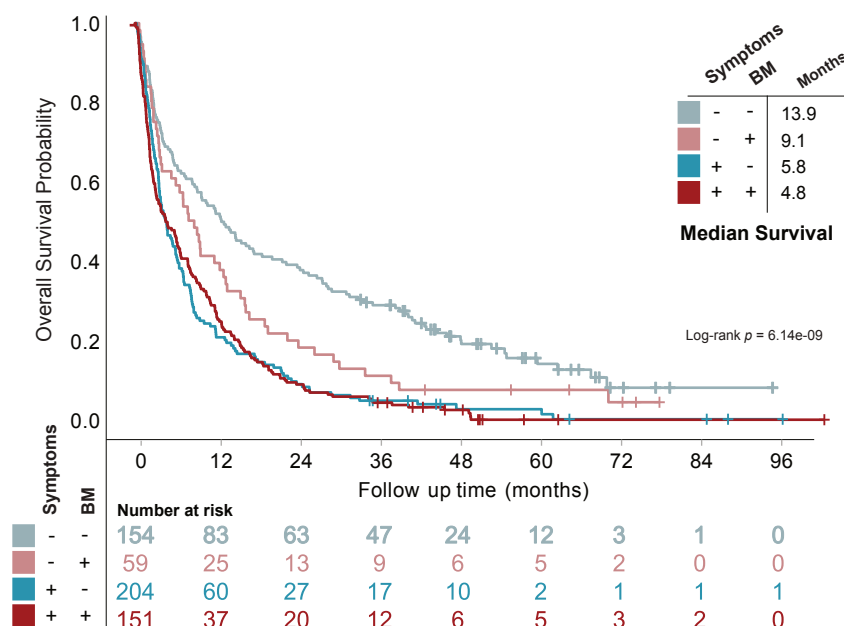 Overall Survival Probability
1.0
0.8
0.6
0.4
0.2
0.0
Symptoms BM Months
- - 13.9
- + 9.1
+ - 5.8
+ + 4.8
Median Survival
Log-rank p = 6.14e-09
0 12 24 36 48 60 72 84 96
Follow up time (months)
Symptoms BM
Number at risk
- - 154 83 63 47 24 12 3 1 0
- + 59 25 13 9 6 5 2 0 0
+ - 204 60 27 17 10 2 1 1 1
+ + 151 37 20 12 6 5 3 2 0